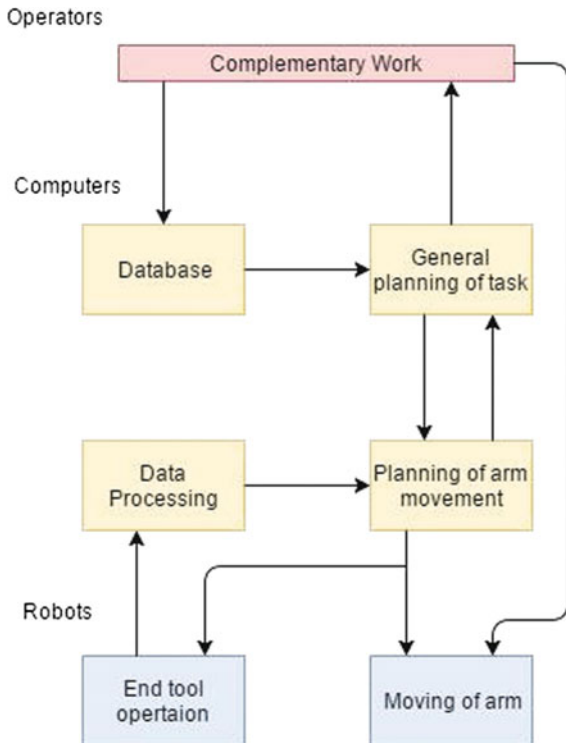 Operators
Complementary Work
Computers
Database
General
planning of task
Data
Processing
Planning of arm
movement
Robots
End tool
opertaion
Moving of arm